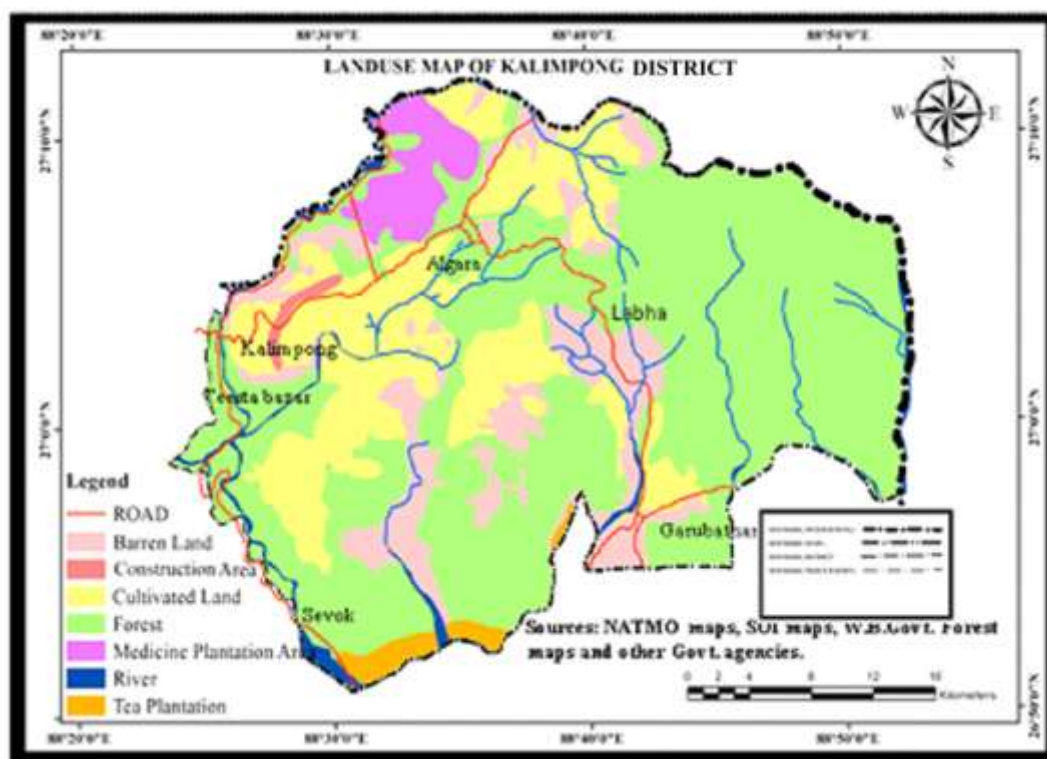 88°20'0"E 88°30'0"E 88°40'0"E 88°50'0"E
LANDUSE MAP OF KALIMPONG DISTRICT
N
W E
S
27°10'0"N 27°10'0"N
Algara
Labha
Kalimpong
Teesta bazar
27°0'0"N 27°0'0"N
Legend
ROAD
Barren Land
Construction Area
Cultivated Land
Forest
Medicine Plantation Area
River
Tea Plantation
Garubathan
Sevok
Sources: NATMO maps, SOI maps, W.B.Govt. Forest
maps and other Govt. agencies.
0 2 4 8 12 16
Kilometers
26°50'0"N
88°20'0"E 88°30'0"E 88°40'0"E 88°50'0"E